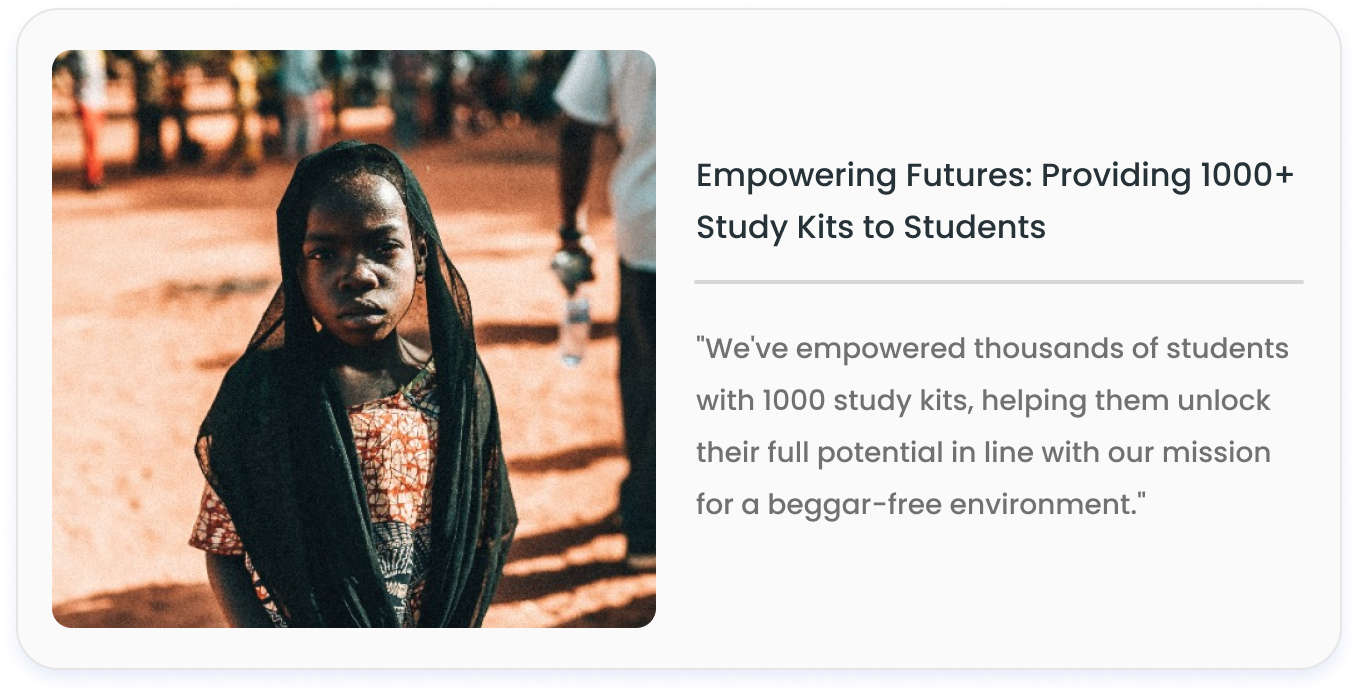 Empowering Futures: Providing 1000+
Study Kits to Students
"We've empowered thousands of students
with 1000 study kits, helping them unlock
their full potential in line with our mission
for a beggar-free environment."